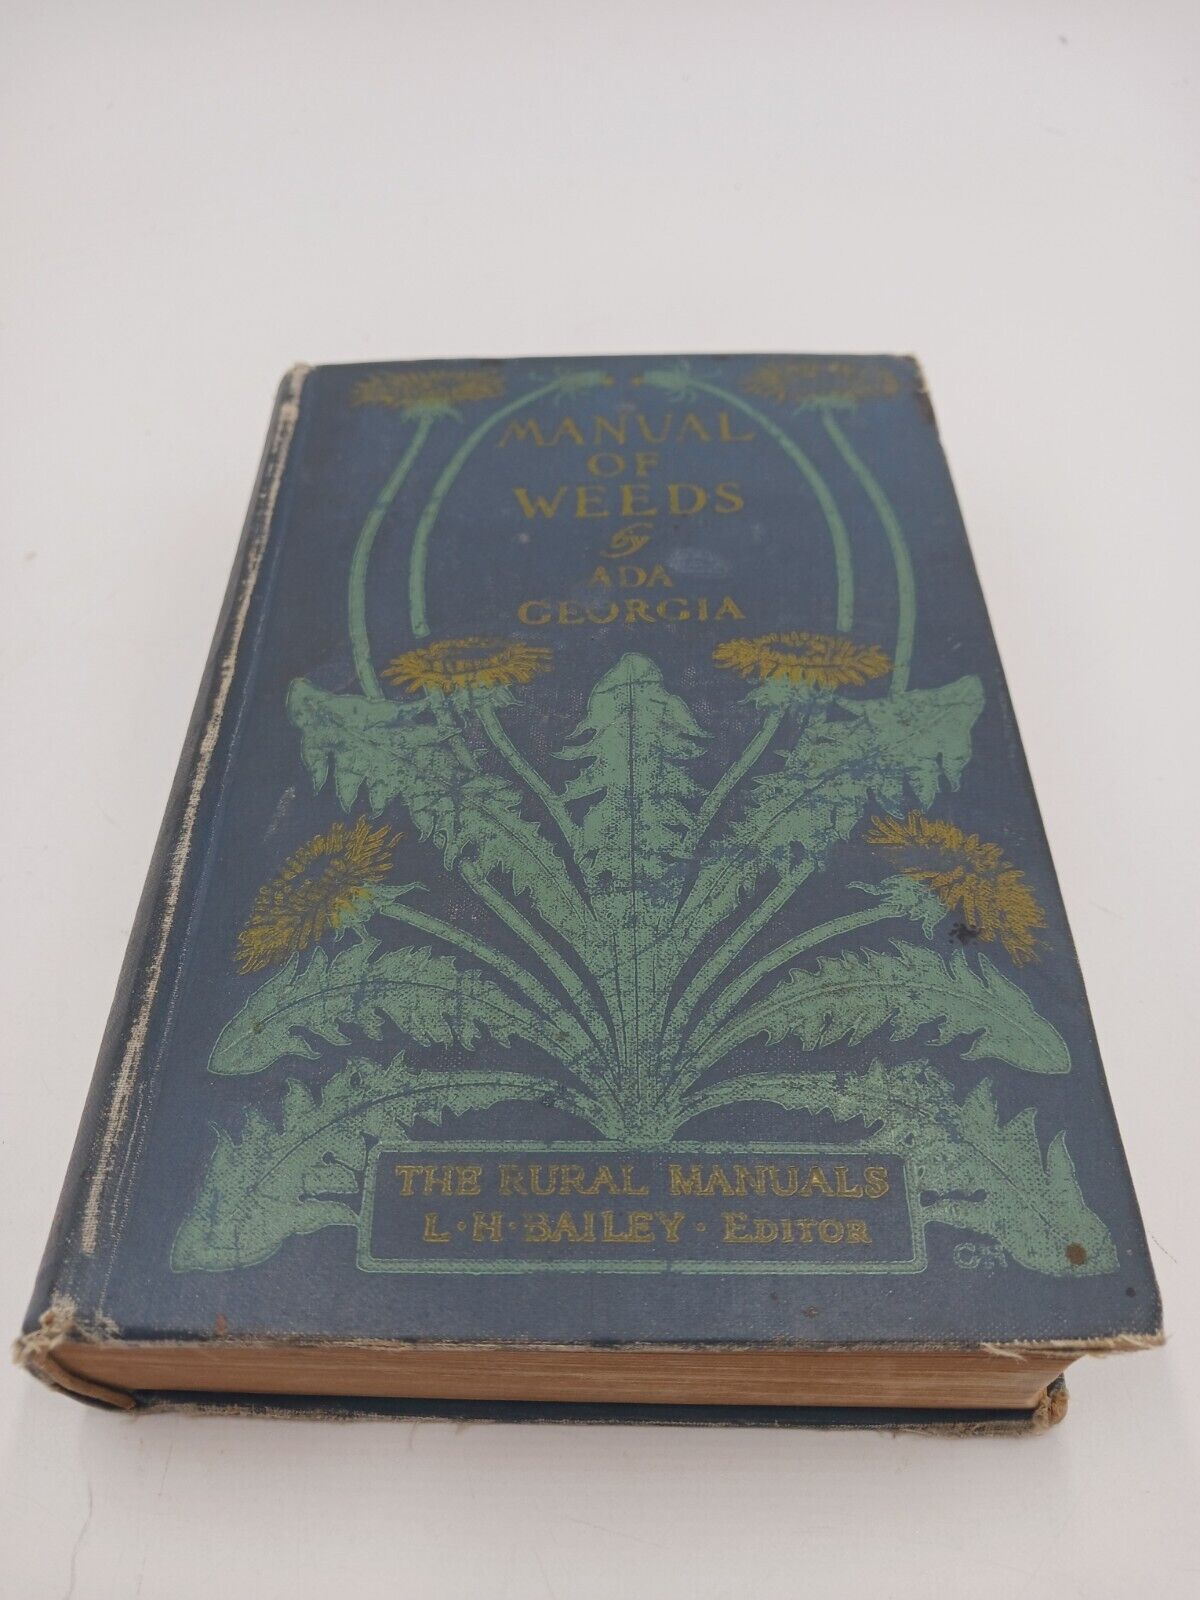 MANUAL
OF
WEEDS
by
ADA
GEORGIA
THE RURAL MANUALS
L·H·BAILEY·EDITOR